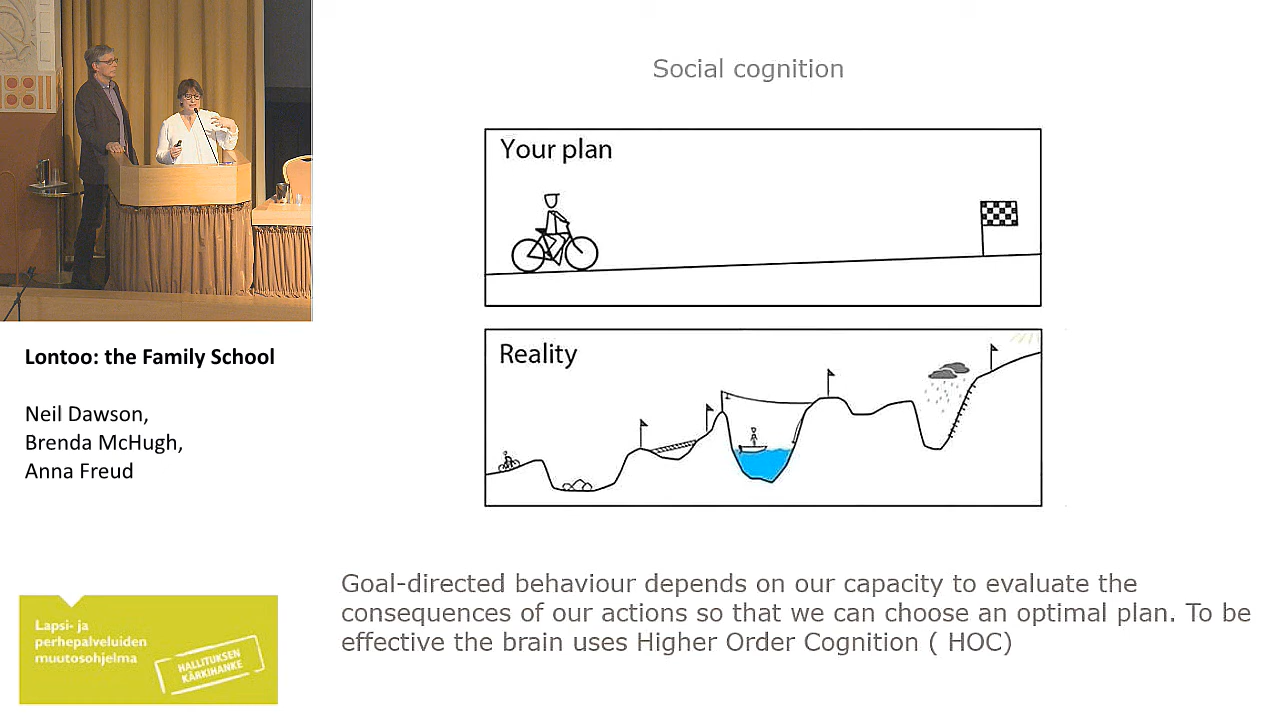 Social cognition
Your plan
Reality
Goal-directed behaviour depends on our capacity to evaluate the
consequences of our actions so that we can choose an optimal plan. To be
effective the brain uses Higher Order Cognition ( HOC)
Lontoo: the Family School
Neil Dawson,
Brenda McHugh,
Anna Freud
Lapsi- ja
perhepalveluiden
muutosohjelma
HALLITUKSEN
KÄRKIHANKE